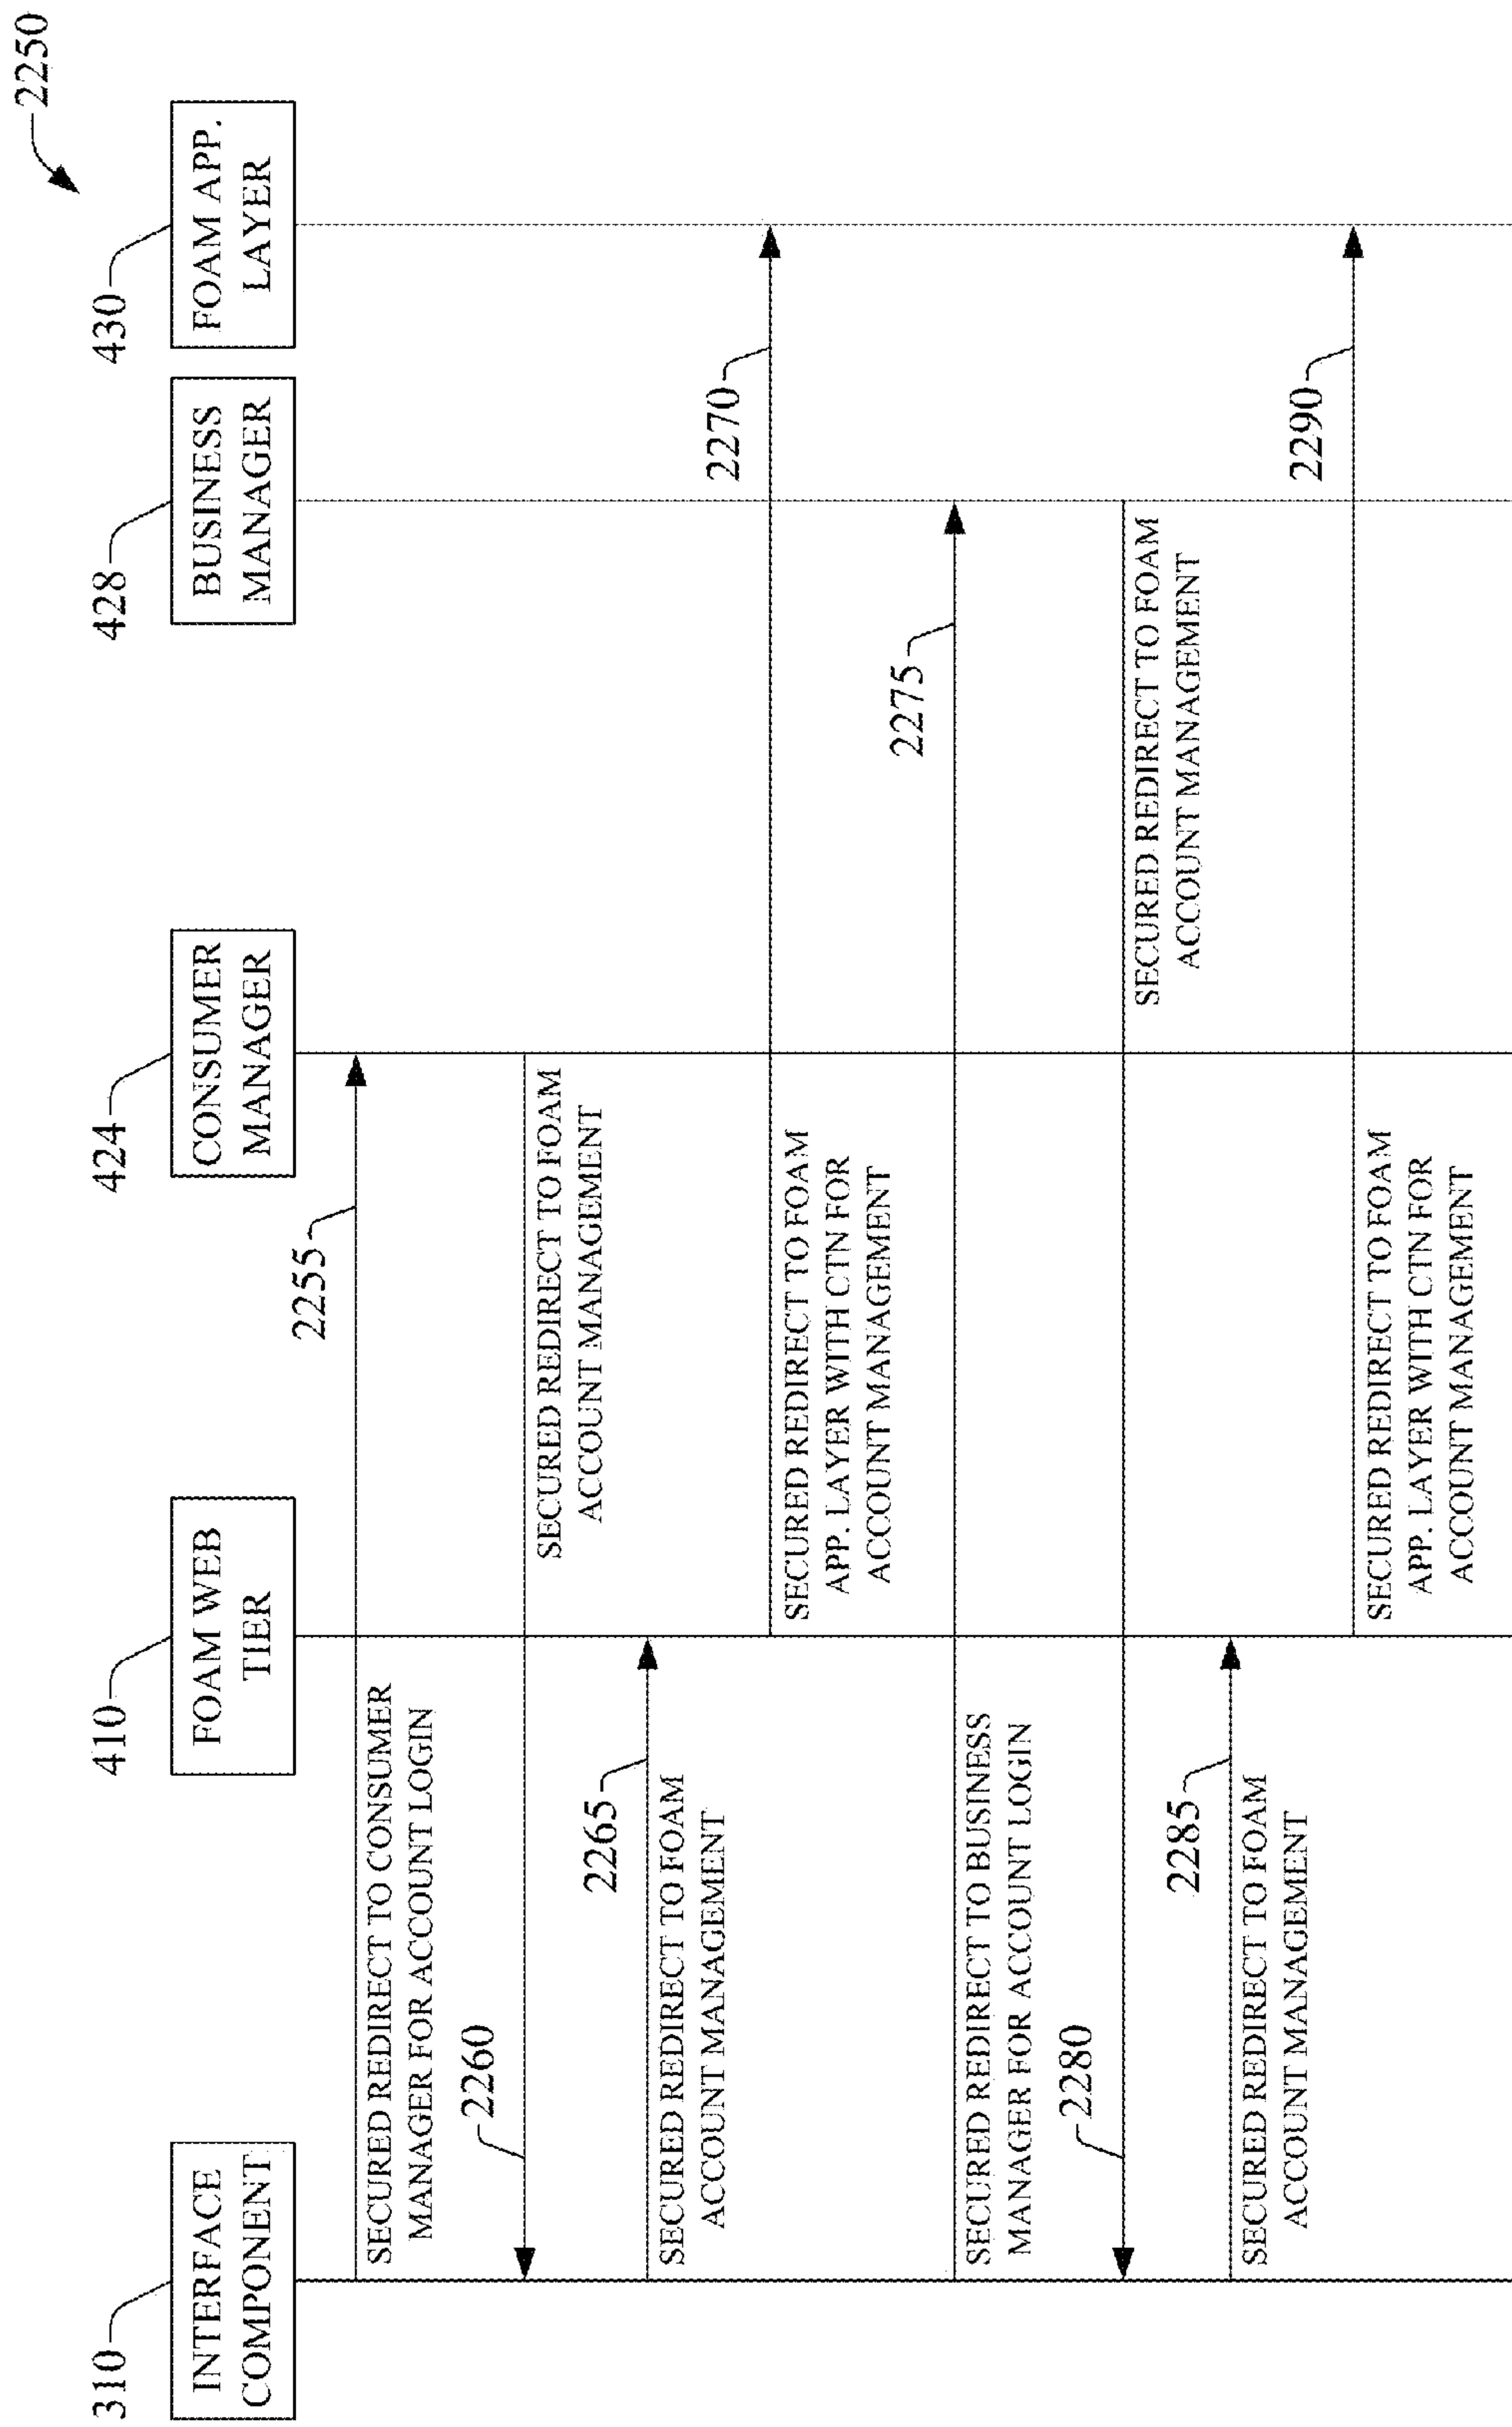 2250
310
410
424
428
430
INTERFACE
COMPONENT
FOAM WEB
TIER
CONSUMER
MANAGER
BUSINESS
MANAGER
FOAM APP.
LAYER
2255
SECURED REDIRECT TO CONSUMER
MANAGER FOR ACCOUNT LOGIN
2260
SECURED REDIRECT TO FOAM
ACCOUNT MANAGEMENT
2265
SECURED REDIRECT TO FOAM
ACCOUNT MANAGEMENT
2270
SECURED REDIRECT TO FOAM
APP. LAYER WITH CTN FOR
ACCOUNT MANAGEMENT
2275
SECURED REDIRECT TO BUSINESS
MANAGER FOR ACCOUNT LOGIN
2280
SECURED REDIRECT TO FOAM
ACCOUNT MANAGEMENT
2285
SECURED REDIRECT TO FOAM
ACCOUNT MANAGEMENT
2290
SECURED REDIRECT TO FOAM
APP. LAYER WITH CTN FOR
ACCOUNT MANAGEMENT